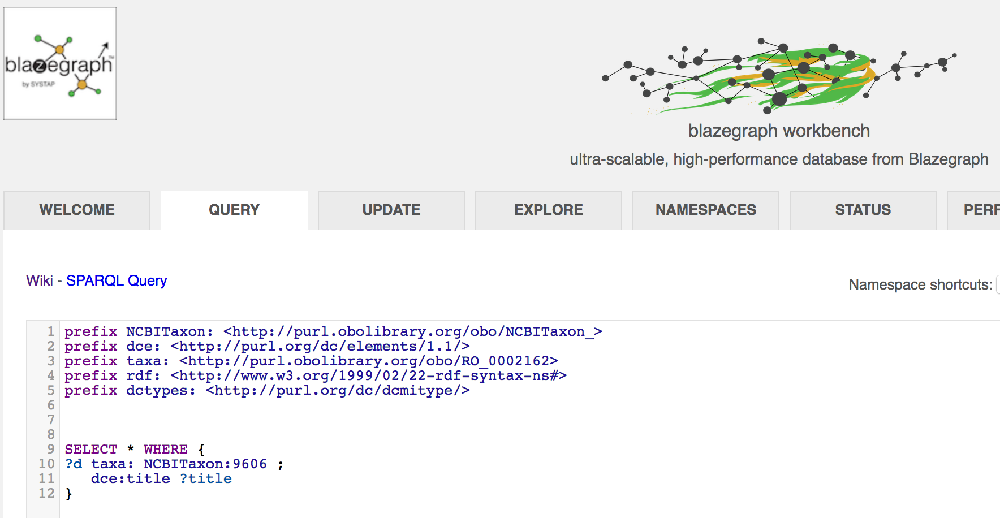 blazegraph™
by SYSTAP
blazegraph workbench
ultra-scalable, high-performance database from Blazegraph
WELCOME QUERY UPDATE EXPLORE NAMESPACES STATUS PERF
Wiki - SPARQL Query
Namespace shortcuts:
1 prefix NCBITaxon: <http://purl.obolibrary.org/obo/NCBITaxon_>
2 prefix dce: <http://purl.org/dc/elements/1.1/>
3 prefix taxa: <http://purl.obolibrary.org/obo/RO_0002162>
4 prefix rdf: <http://www.w3.org/1999/02/22-rdf-syntax-ns#>
5 prefix dctypes: <http://purl.org/dc/dcmitype/>
6
7
8
9 SELECT * WHERE {
10 ?d taxa: NCBITaxon:9606 ;
11 dce:title ?title
12 }